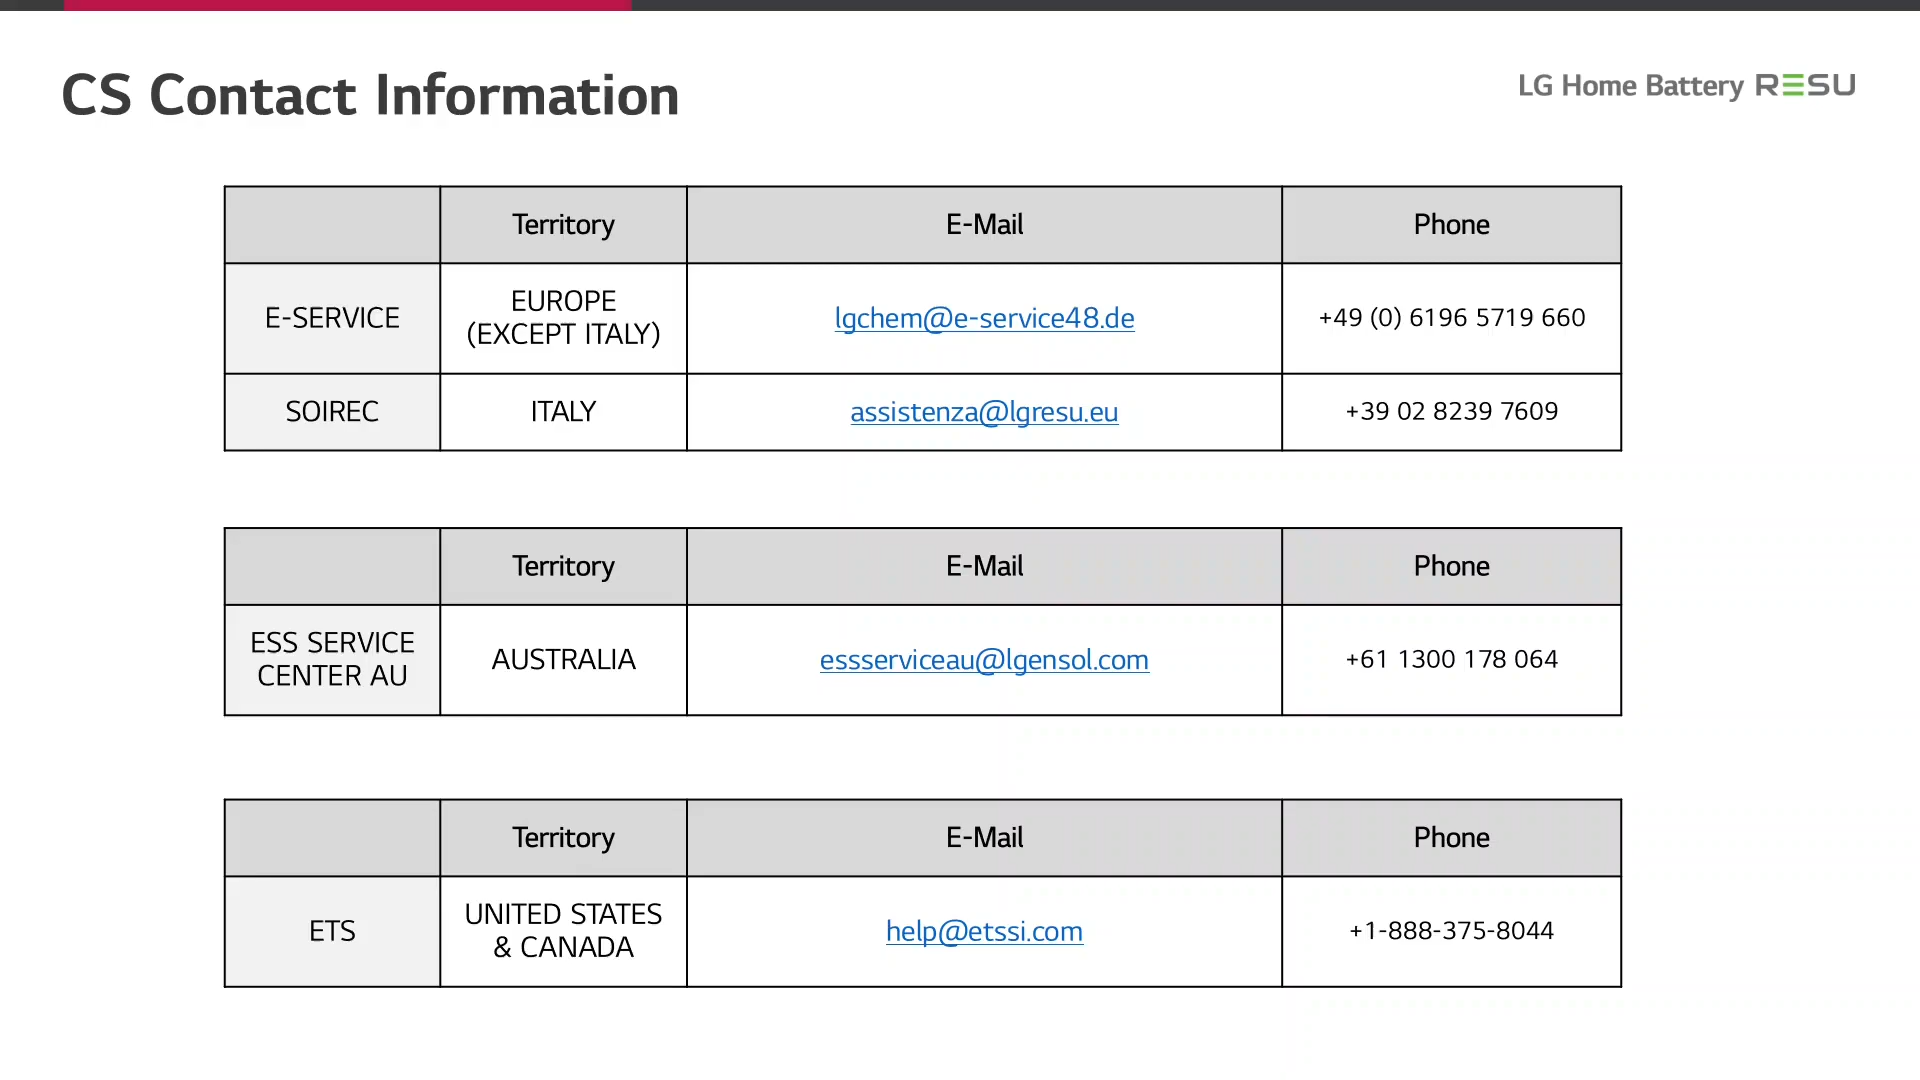 CS Contact Information
LG Home Battery RESU
Territory E-Mail Phone
E-SERVICE EUROPE (EXCEPT ITALY) lgchem@e-service48.de +49 (0) 6196 5719 660
SOIREC ITALY assistenza@lgresu.eu +39 02 8239 7609
Territory E-Mail Phone
ESS SERVICE CENTER AU AUSTRALIA essserviceau@lgensol.com +61 1300 178 064
Territory E-Mail Phone
ETS UNITED STATES & CANADA help@etssi.com +1-888-375-8044